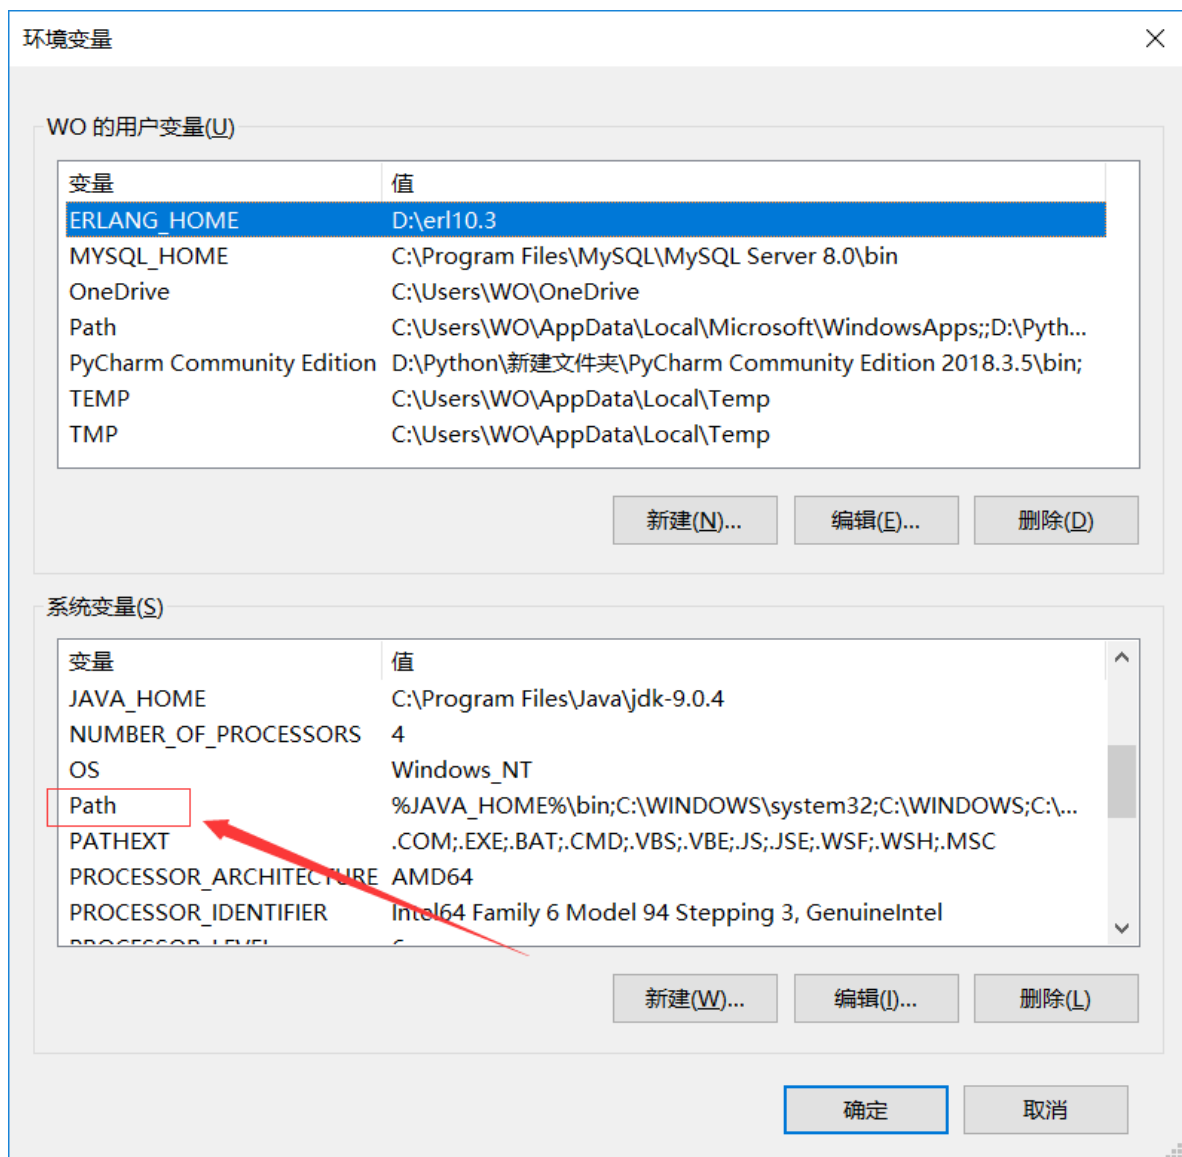 环境变量
WO 的用户变量(U)
变量 值
ERLANG_HOME D:\erl10.3
MYSQL_HOME C:\Program Files\MySQL\MySQL Server 8.0\bin
OneDrive C:\Users\WO\OneDrive
Path C:\Users\WO\AppData\Local\Microsoft\WindowsApps;;D:\Pyth...
PyCharm Community Edition D:\Python\新建文件夹\PyCharm Community Edition 2018.3.5\bin;
TEMP C:\Users\WO\AppData\Local\Temp
TMP C:\Users\WO\AppData\Local\Temp
新建(N)... 编辑(E)... 删除(D)
系统变量(S)
变量 值
JAVA_HOME C:\Program Files\Java\jdk-9.0.4
NUMBER_OF_PROCESSORS 4
OS Windows_NT
Path %JAVA_HOME%\bin;C:\WINDOWS\system32;C:\WINDOWS;C:\...
PATHEXT .COM;.EXE;.BAT;.CMD;.VBS;.VBE;.JS;.JSE;.WSF;.WSH;.MSC
PROCESSOR_ARCHITECTURE AMD64
PROCESSOR_IDENTIFIER Intel64 Family 6 Model 94 Stepping 3, GenuineIntel
PROCESSOR_LEVEL 6
新建(W)... 编辑(I)... 删除(L)
确定 取消